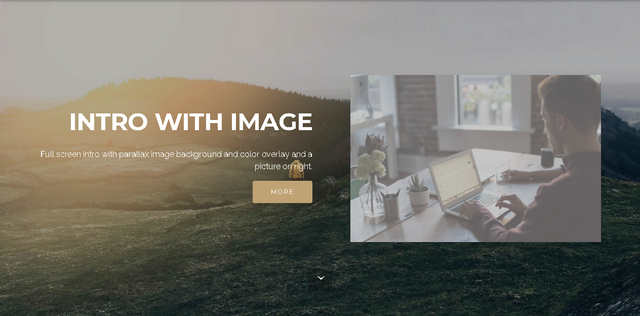 INTRO WITH IMAGE
Full screen intro with parallax image background and color overlay and a
picture on right.
MORE